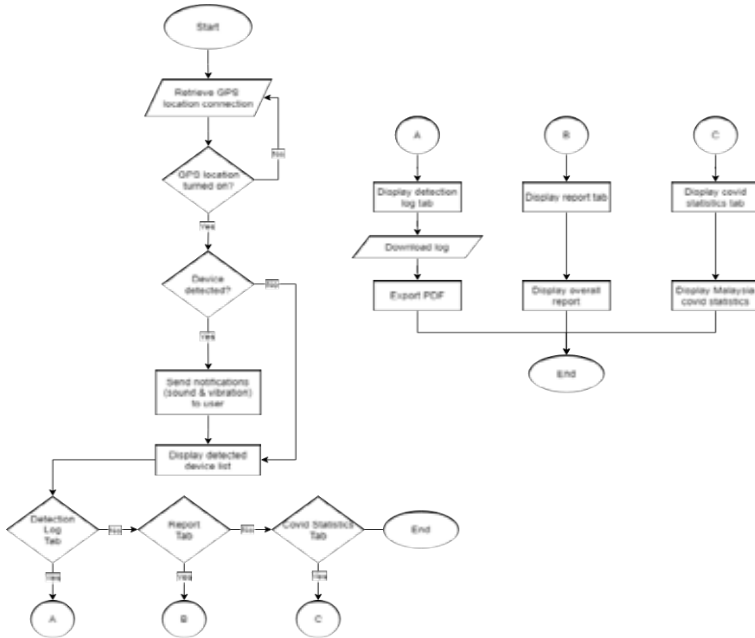 Start
Retrieve GPS
location connection
No
GPS location
turned on?
Yes
Device
detected?
No
Yes
Send notifications
(sound & vibration)
to user
Display detected
device list
Detection
Log
Tab
No
Report
Tab
No
Covid Statistics
Tab
End
Yes
Yes
Yes
A
B
C
A
B
C
Display detection
log tab
Display report tab
Display covid
statistics tab
Download log
Export PDF
Display overall
report
Display Malaysia
covid statistics
End